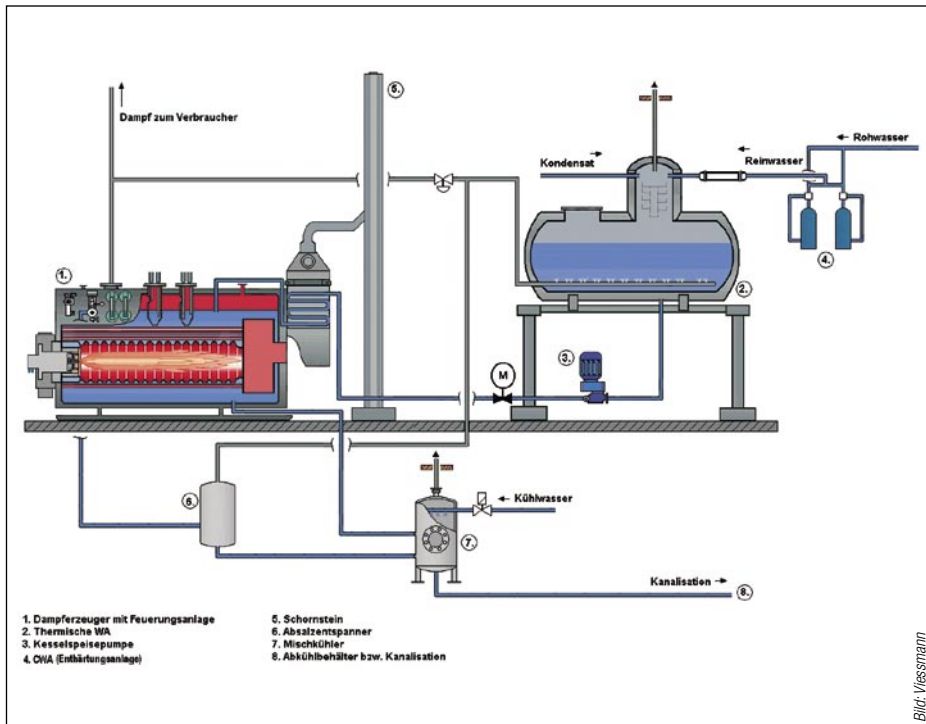 5.
Dampf zum Verbraucher
Rohwasser
Kondensat
Reinwasser
4.
1.
2.
M
3.
6.
Kühlwasser
7.
Kanalisation
8.
1. Dampferzeuger mit Feuerungsanlage
2. Thermische WA
3. Kesselspeisepumpe
4. CWA (Enthärtungsanlage)
5. Schornstein
6. Absalzentspanner
7. Mischkühler
8. Abkühlbehälter bzw. Kanalisation
Bild: Viessmann